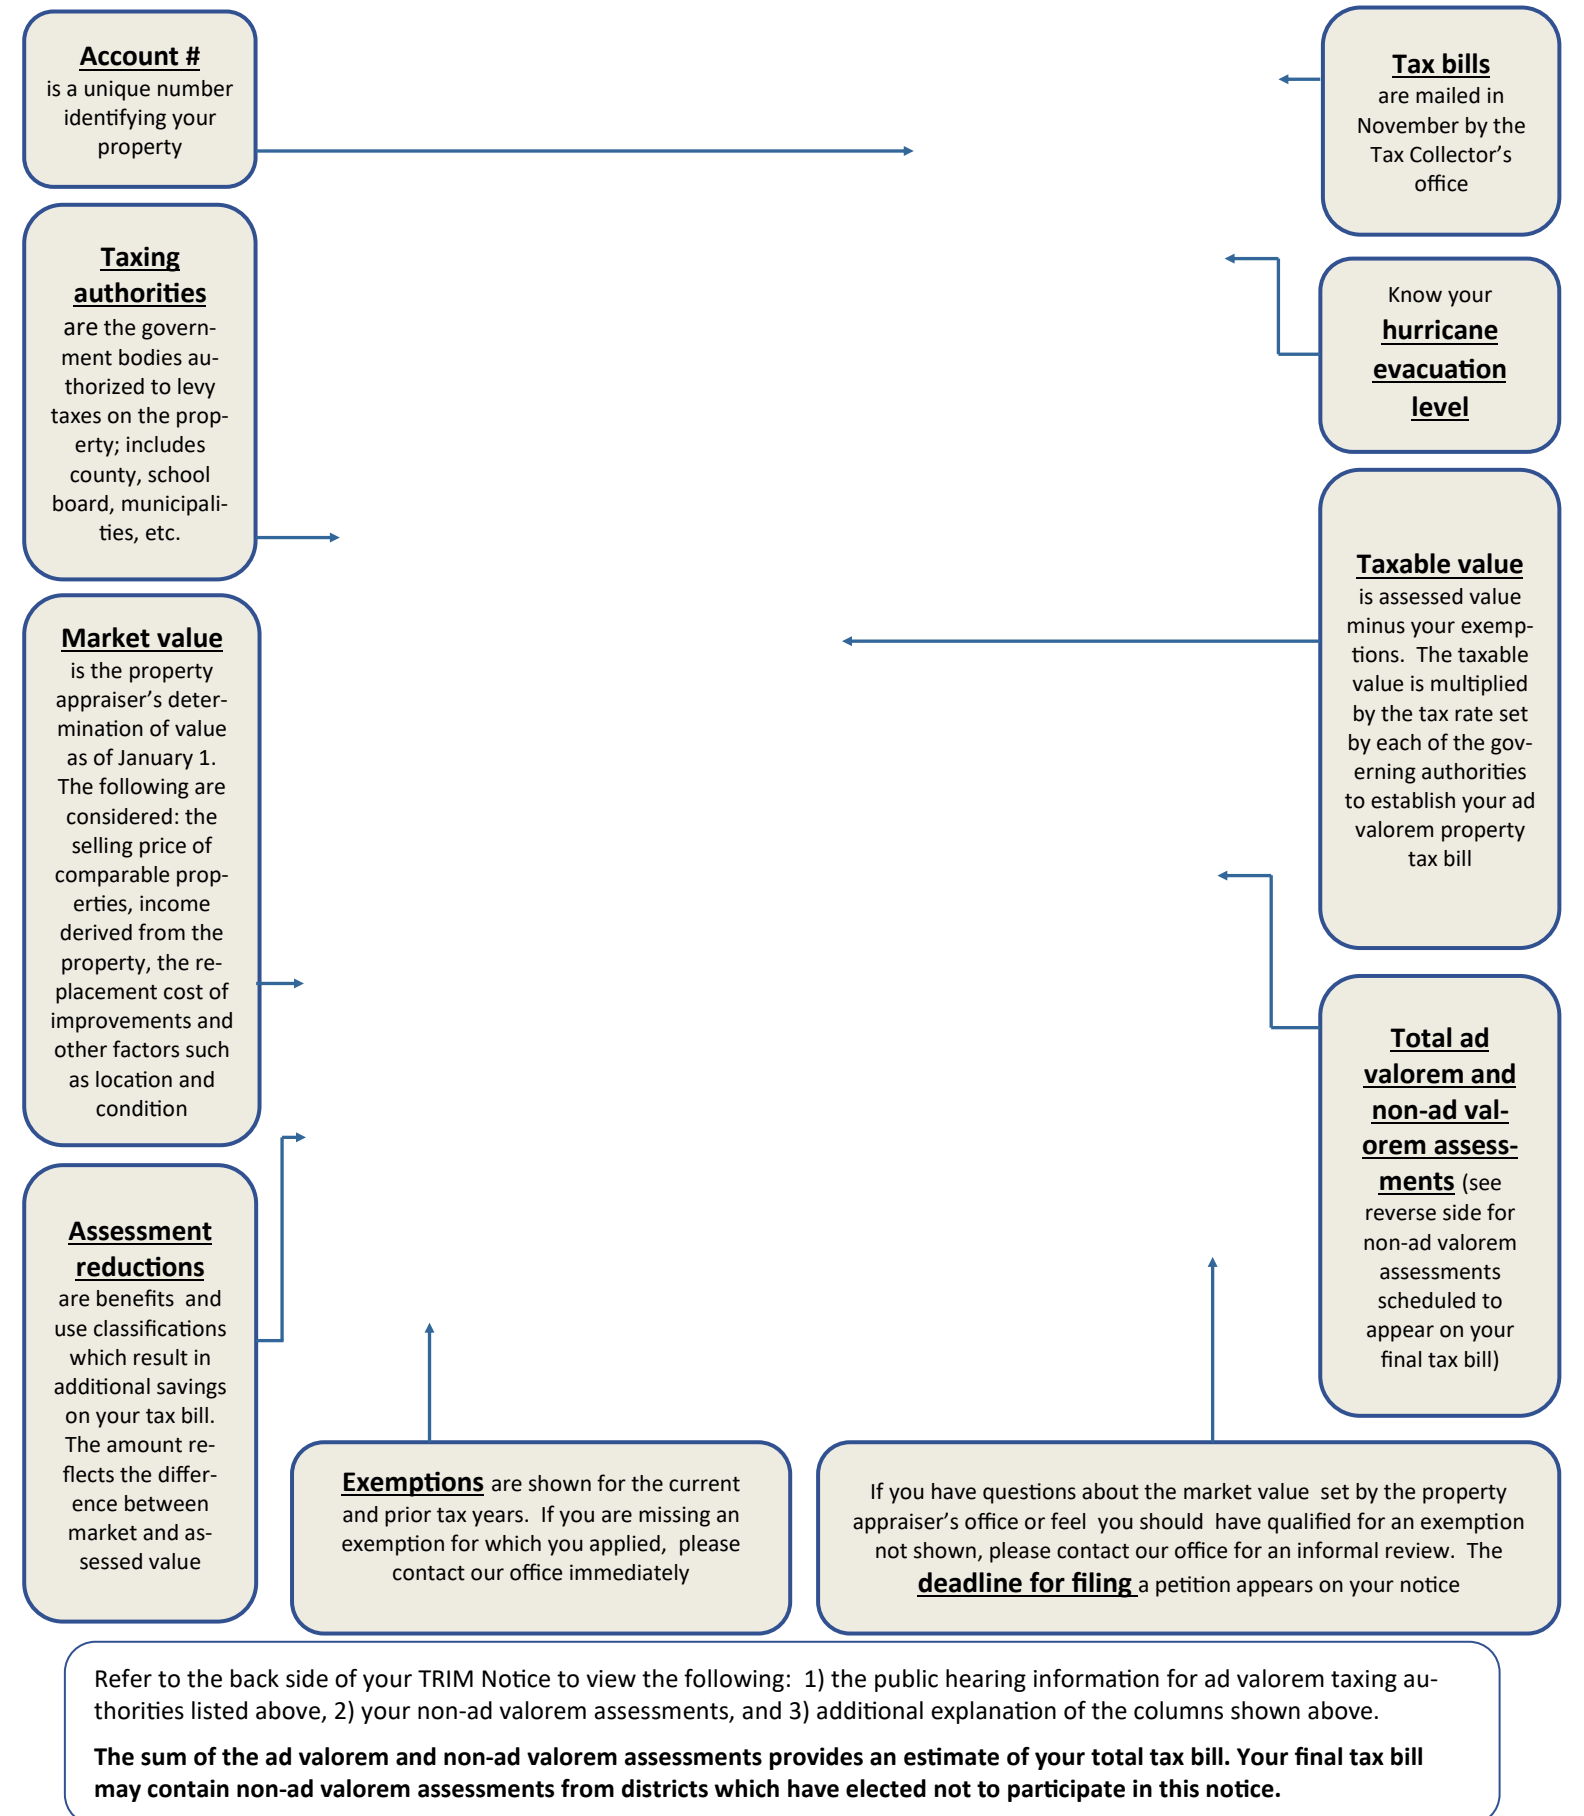 Account #
is a unique number
identifying your
property
Taxing
authorities
are the govern-
ment bodies au-
thorized to levy
taxes on the prop-
erty; includes
county, school
board, municipali-
ties, etc.
Market value
is the property
appraiser’s deter-
mination of value
as of January 1.
The following are
considered: the
selling price of
comparable prop-
erties, income
derived from the
property, the re-
placement cost of
improvements and
other factors such
as location and
condition
Assessment
reductions
are benefits and
use classifications
which result in
additional savings
on your tax bill.
The amount re-
flects the differ-
ence between
market and as-
sessed value
Tax bills
are mailed in
November by the
Tax Collector’s
office
Know your
hurricane
evacuation
level
Taxable value
is assessed value
minus your exemp-
tions. The taxable
value is multiplied
by the tax rate set
by each of the gov-
erning authorities
to establish your ad
valorem property
tax bill
Total ad
valorem and
non-ad val-
orem assess-
ments (see
reverse side for
non-ad valorem
assessments
scheduled to
appear on your
final tax bill)
Exemptions are shown for the current
and prior tax years. If you are missing an
exemption for which you applied, please
contact our office immediately
If you have questions about the market value set by the property
appraiser’s office or feel you should have qualified for an exemption
not shown, please contact our office for an informal review. The
deadline for filing a petition appears on your notice
Refer to the back side of your TRIM Notice to view the following: 1) the public hearing information for ad valorem taxing au-
thorities listed above, 2) your non-ad valorem assessments, and 3) additional explanation of the columns shown above.
The sum of the ad valorem and non-ad valorem assessments provides an estimate of your total tax bill. Your final tax bill
may contain non-ad valorem assessments from districts which have elected not to participate in this notice.